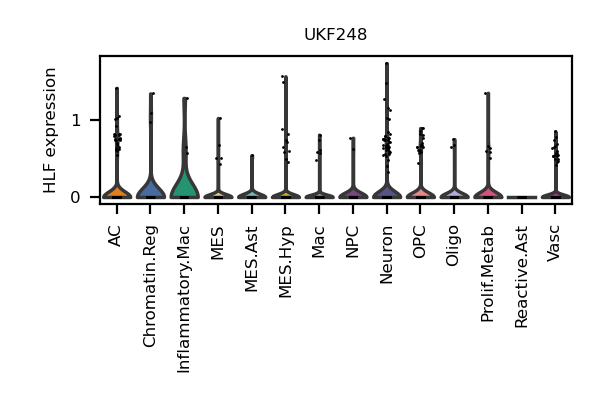 UKF248
HLF expression
1
0
AC
Chromatin.Reg
Inflammatory.Mac
MES
MES.Ast
MES.Hyp
Mac
NPC
Neuron
OPC
Oligo
Prolif.Metab
Reactive.Ast
Vasc